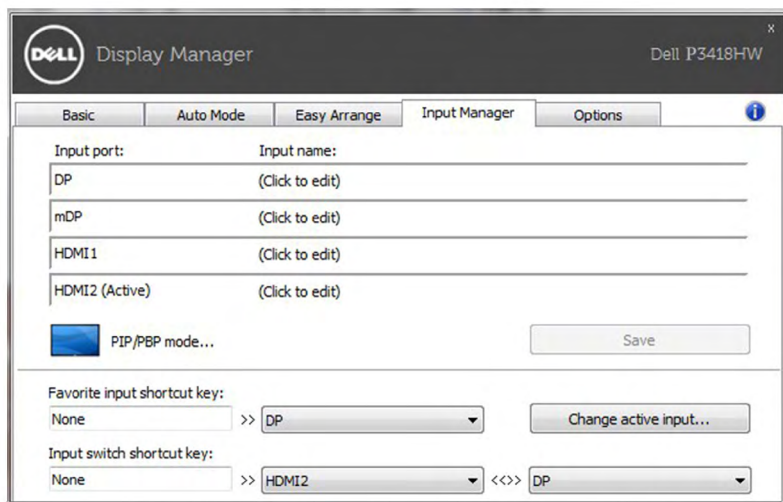 DELL Display Manager Dell P3418HW
x
Basic Auto Mode Easy Arrange Input Manager Options i
Input port: Input name:
DP (Click to edit)
mDP (Click to edit)
HDMI1 (Click to edit)
HDMI2 (Active) (Click to edit)
PIP/PBP mode... Save
Favorite input shortcut key:
None >> DP Change active input...
Input switch shortcut key:
None >> HDMI2 <<>> DP